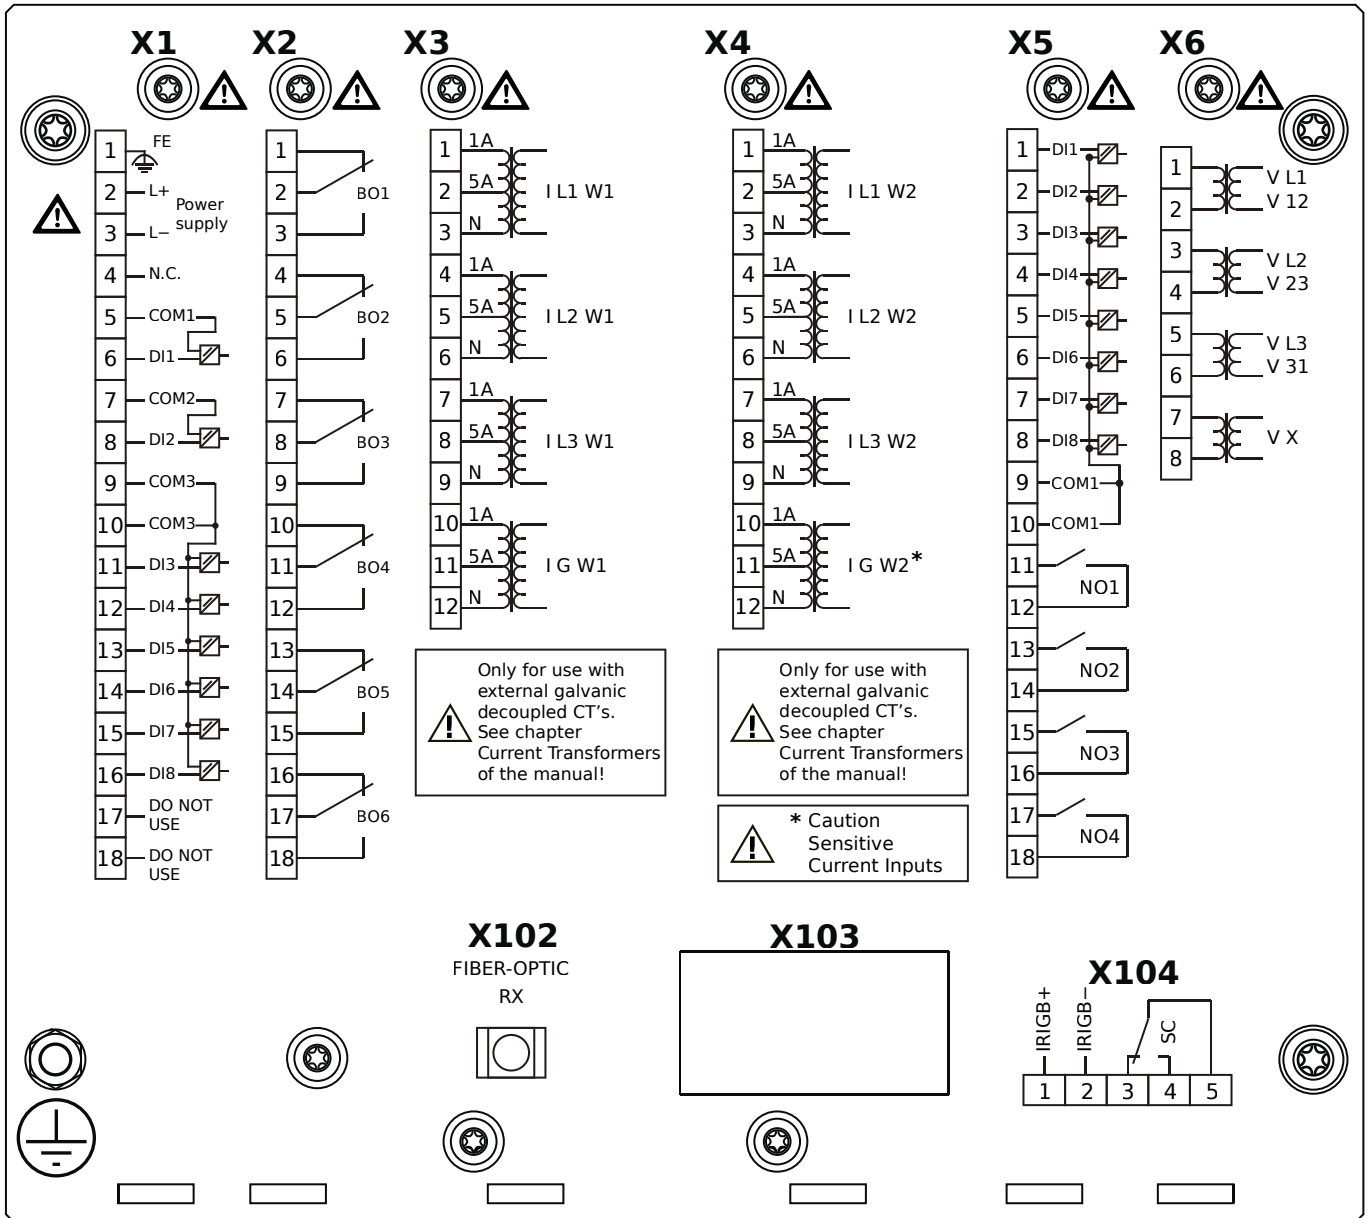 X1 X2 X3 X4 X5 X6
1 FE
2 L+
Power
supply
3 L−
4 N.C.
5 COM1
6 DI1
7 COM2
8 DI2
9 COM3
10 COM3
11 DI3
12 DI4
13 DI5
14 DI6
15 DI7
16 DI8
17 DO NOT
USE
18 DO NOT
USE
1
2 BO1
3
4
5 BO2
6
7
8 BO3
9
10
11 BO4
12
13
14 BO5
15
16
17 BO6
18
1 1A
2 5A I L1 W1
3 N
4 1A
5 5A I L2 W1
6 N
7 1A
8 5A I L3 W1
9 N
10 1A
11 5A I G W1
12 N
Only for use with
external galvanic
decoupled CT's.
See chapter
Current Transformers
of the manual!
1 1A
2 5A I L1 W2
3 N
4 1A
5 5A I L2 W2
6 N
7 1A
8 5A I L3 W2
9 N
10 1A
11 5A I G W2*
12 N
Only for use with
external galvanic
decoupled CT's.
See chapter
Current Transformers
of the manual!
* Caution
Sensitive
Current Inputs
1 DI1
2 DI2
3 DI3
4 DI4
5 DI5
6 DI6
7 DI7
8 DI8
9 COM1
10 COM1
11
NO1
12
13
NO2
14
15
NO3
16
17
NO4
18
1 V L1
2 V 12
3 V L2
4 V 23
5 V L3
6 V 31
7
V X
8
X102
FIBER-OPTIC
RX
X103
X104
IRIGB+
IRIGB−
SC
1 2 3 4 5